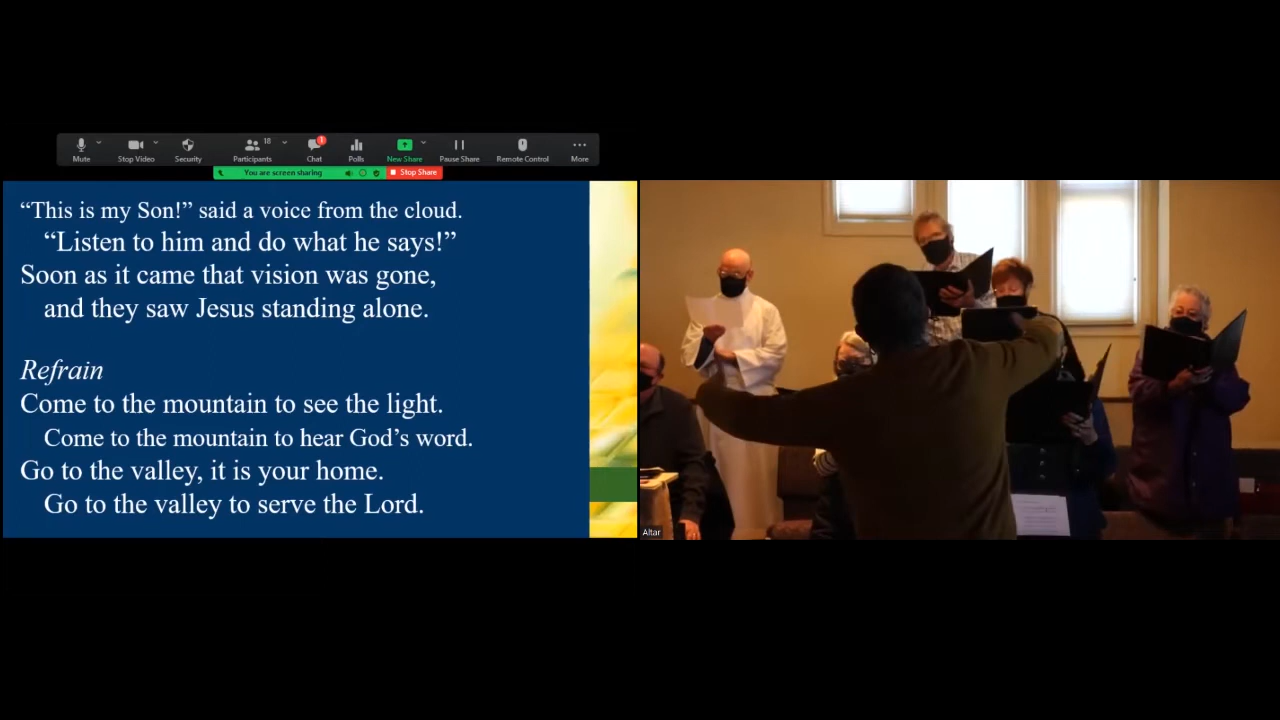 Mute
Stop Video
Security
Participants
18
Chat
1
Polls
New Share
Pause Share
Remote Control
More
You are screen sharing
Stop Share
“This is my Son!” said a voice from the cloud.
“Listen to him and do what he says!”
Soon as it came that vision was gone,
and they saw Jesus standing alone.
Refrain
Come to the mountain to see the light.
Come to the mountain to hear God’s word.
Go to the valley, it is your home.
Go to the valley to serve the Lord.
Altar